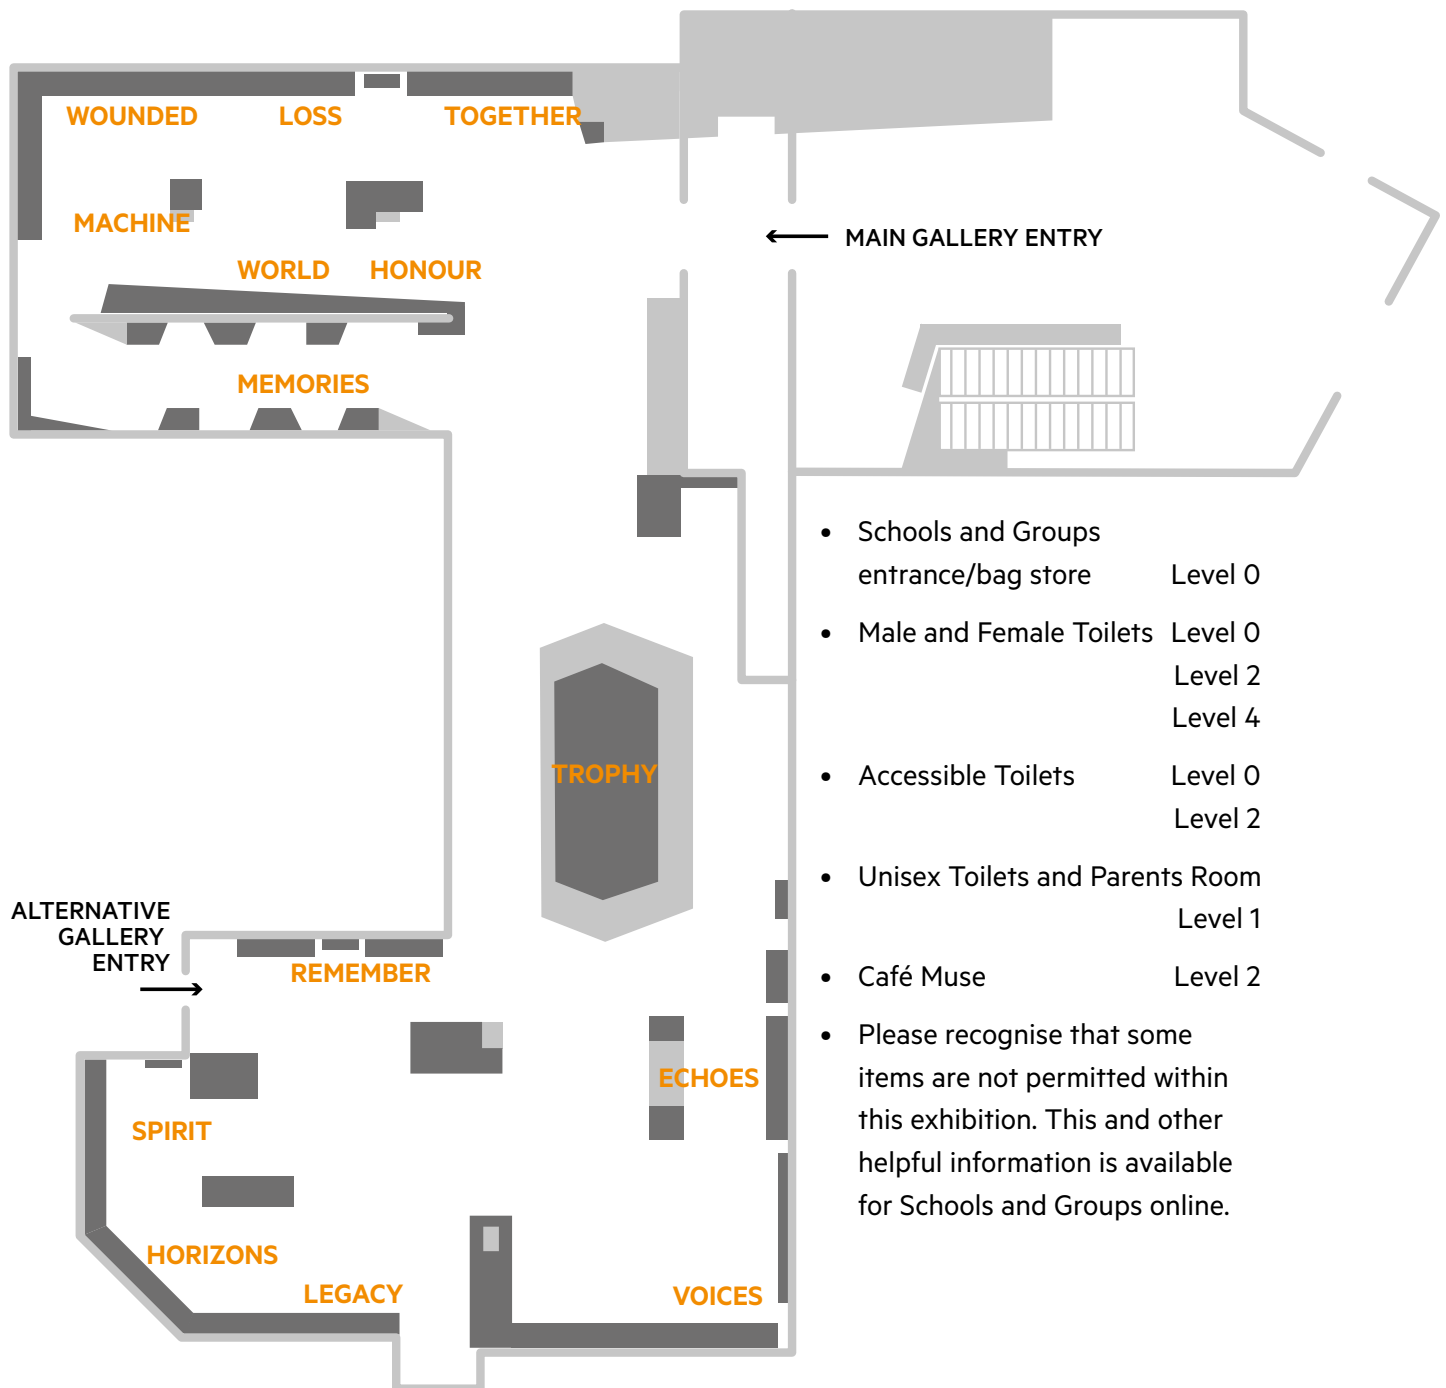 WOUNDED LOSS TOGETHER
MACHINE
MAIN GALLERY ENTRY
WORLD HONOUR
MEMORIES
TROPHY
ALTERNATIVE
GALLERY
ENTRY
REMEMBER
ECHOES
SPIRIT
HORIZONS
LEGACY
VOICES
• Schools and Groups
entrance/bag store Level 0
• Male and Female Toilets Level 0
Level 2
Level 4
• Accessible Toilets Level 0
Level 2
• Unisex Toilets and Parents Room
Level 1
• Café Muse Level 2
• Please recognise that some
items are not permitted within
this exhibition. This and other
helpful information is available
for Schools and Groups online.